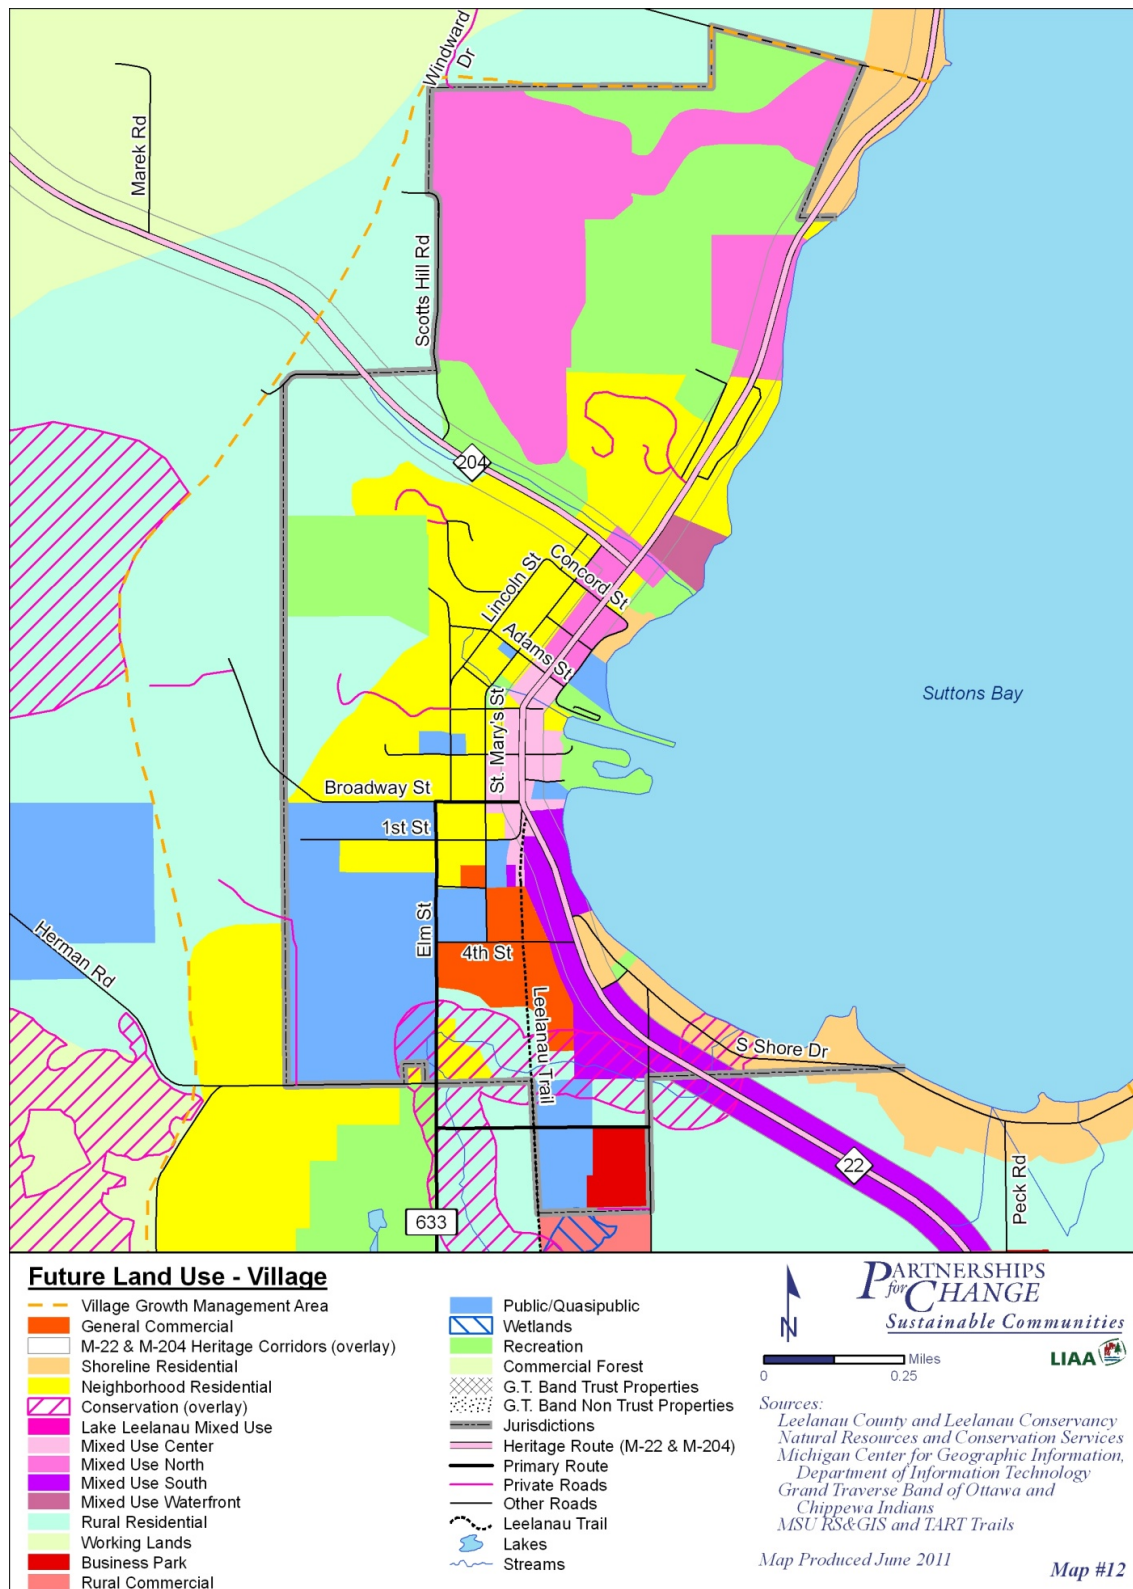 Windward
Dr
Marek Rd
Scotts Hill Rd
204
Concord St
Lincoln St
Adams St
Suttons Bay
St. Mary's St
Broadway St
1st St
Elm St
4th St
Herman Rd
Leelanau Trail
S Shore Dr
22
Peck Rd
633
Future Land Use - Village
Village Growth Management Area
General Commercial
M-22 & M-204 Heritage Corridors (overlay)
Shoreline Residential
Neighborhood Residential
Conservation (overlay)
Lake Leelanau Mixed Use
Mixed Use Center
Mixed Use North
Mixed Use South
Mixed Use Waterfront
Rural Residential
Working Lands
Business Park
Rural Commercial
Public/Quasipublic
Wetlands
Recreation
Commercial Forest
G.T. Band Trust Properties
G.T. Band Non Trust Properties
Jurisdictions
Heritage Route (M-22 & M-204)
Primary Route
Private Roads
Other Roads
Leelanau Trail
Lakes
Streams
N
PARTNERSHIPS
for CHANGE
Sustainable Communities
Miles
0 0.25
LIAA
Sources:
Leelanau County and Leelanau Conservancy
Natural Resources and Conservation Services
Michigan Center for Geographic Information,
Department of Information Technology
Grand Traverse Band of Ottawa and
Chippewa Indians
MSU RS&GIS and TART Trails
Map Produced June 2011
Map #12